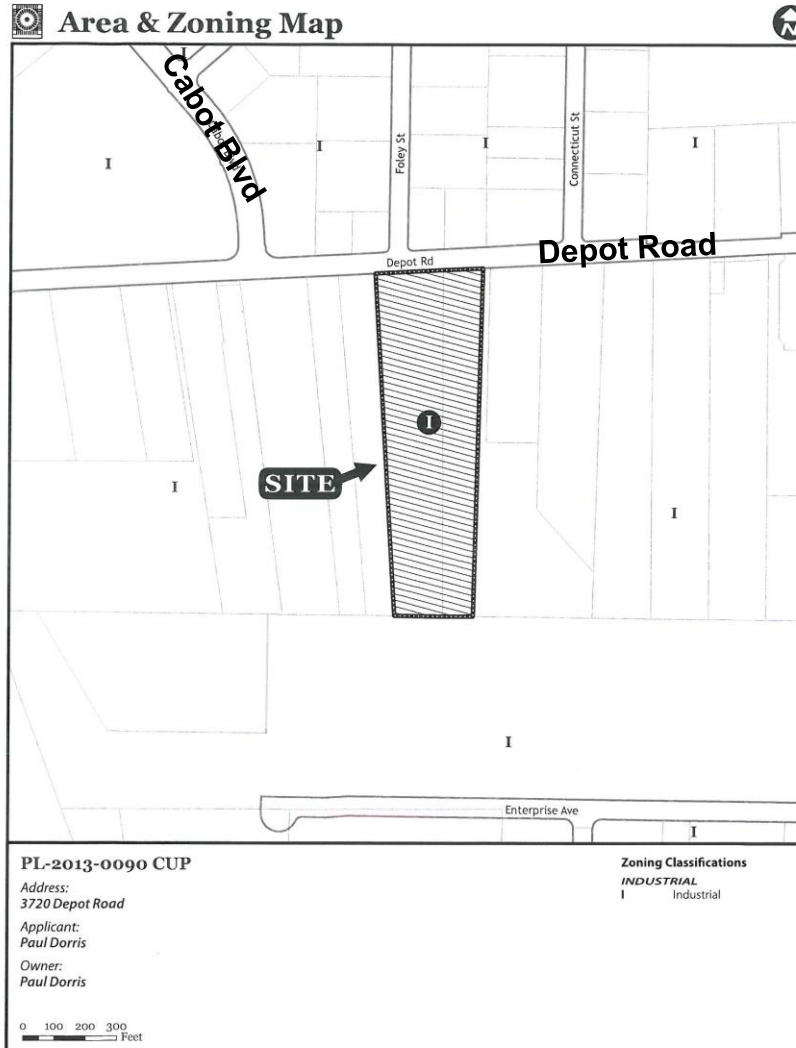 Area & Zoning Map
N
I
Cabot Blvd
I
I
Foley St
I
Connecticut St
I
Depot Rd
Depot Road
I
SITE
I
I
I
Enterprise Ave
I
PL-2013-0090 CUP
Address:
3720 Depot Road
Applicant:
Paul Dorris
Owner:
Paul Dorris
0 100 200 300
Feet
Zoning Classifications
INDUSTRIAL
I Industrial